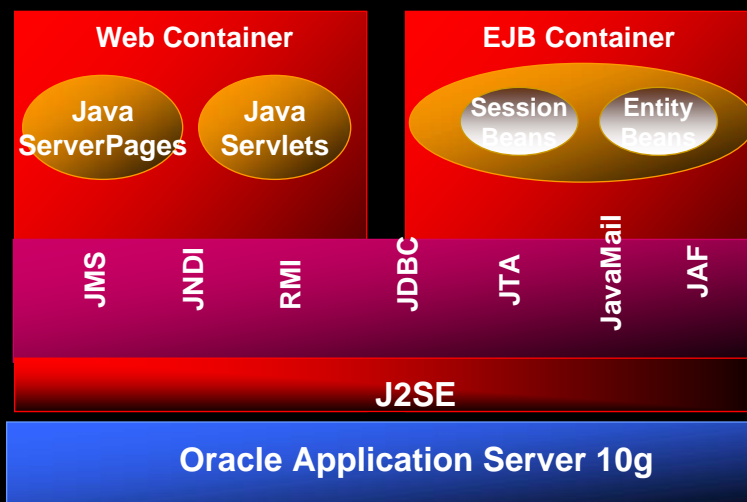 Web Container
EJB Container
Java
ServerPages
Java
Servlets
Session
Beans
Entity
Beans
JMS
JNDI
RMI
JDBC
JTA
JavaMail
JAF
J2SE
Oracle Application Server 10g